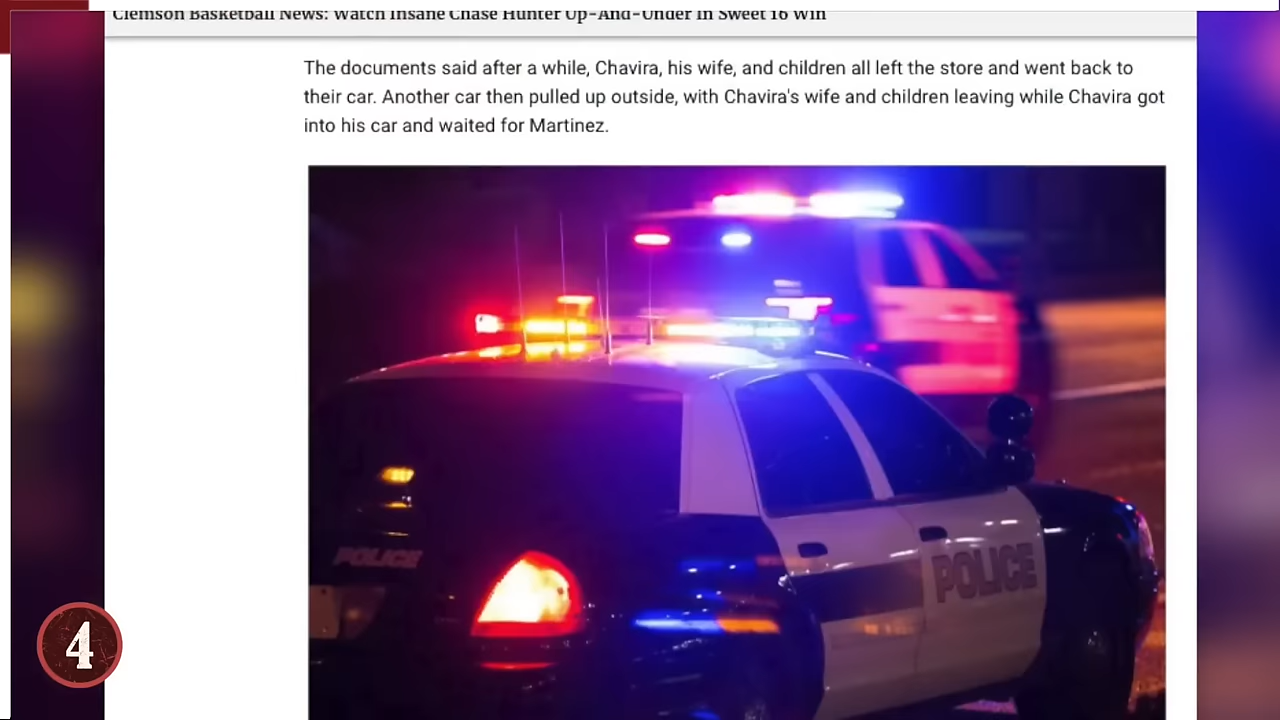 Clemson Basketball News: Watch Insane Chase Hunter Up-And-Under In Sweet 16 Win
The documents said after a while, Chavira, his wife, and children all left the store and went back to
their car. Another car then pulled up outside, with Chavira's wife and children leaving while Chavira got
into his car and waited for Martinez.
POLICE
POLICE
4